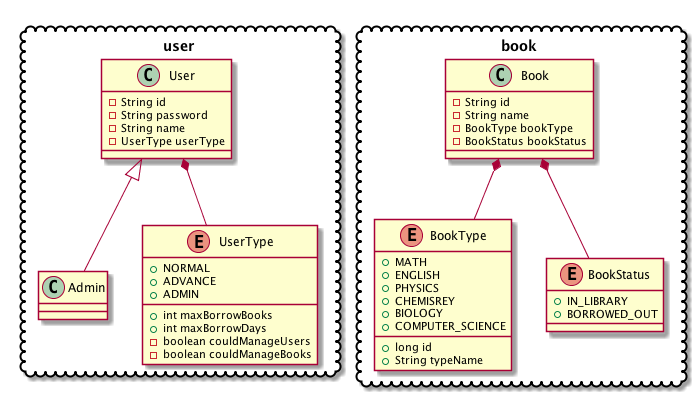 user
C User
String id
String password
String name
UserType userType
C Admin
E UserType
NORMAL
ADVANCE
ADMIN
int maxBorrowBooks
int maxBorrowDays
boolean couldManageUsers
boolean couldManageBooks
book
C Book
String id
String name
BookType bookType
BookStatus bookStatus
E BookType
MATH
ENGLISH
PHYSICS
CHEMISREY
BIOLOGY
COMPUTER_SCIENCE
long id
String typeName
E BookStatus
IN_LIBRARY
BORROWED_OUT